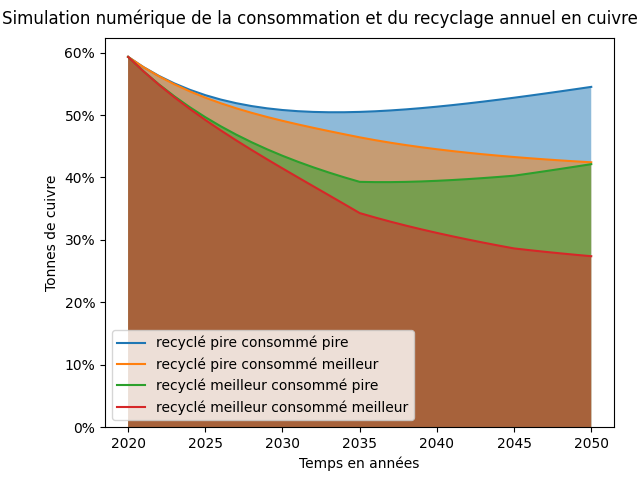 Simulation numérique de la consommation et du recyclage annuel en cuivre
60%
50%
40%
30%
20%
10%
0%
Tonnes de cuivre
recyclé pire consommé pire
recyclé pire consommé meilleur
recyclé meilleur consommé pire
recyclé meilleur consommé meilleur
2020 2025 2030 2035 2040 2045 2050
Temps en années